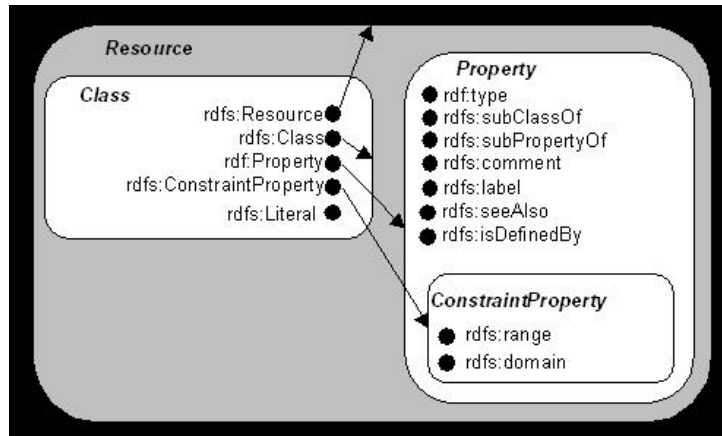 Resource
Class
rdfs:Resource
rdfs:Class
rdf:Property
rdfs:ConstraintProperty
rdfs:Literal
Property
rdf:type
rdfs:subClassOf
rdfs:subPropertyOf
rdfs:comment
rdfs:label
rdfs:seeAlso
rdfs:isDefinedBy
ConstraintProperty
rdfs:range
rdfs:domain